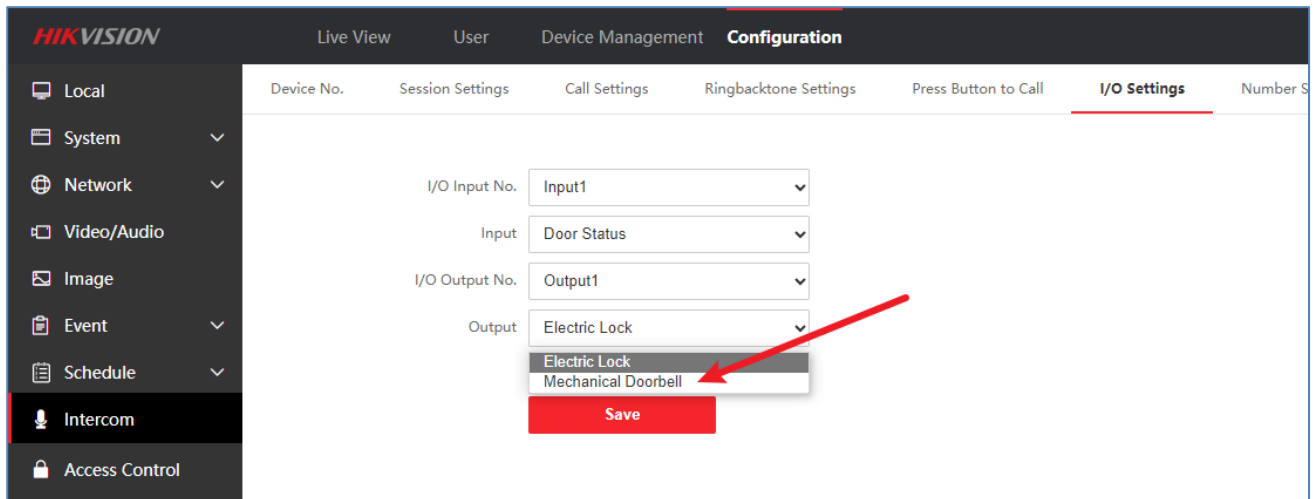 HIKVISION
Live View User Device Management Configuration
Local
System
Network
Video/Audio
Image
Event
Schedule
Intercom
Access Control
Device No. Session Settings Call Settings Ringbacktone Settings Press Button to Call I/O Settings Number S
I/O Input No. Input1
Input Door Status
I/O Output No. Output1
Output Electric Lock
Electric Lock
Mechanical Doorbell
Save